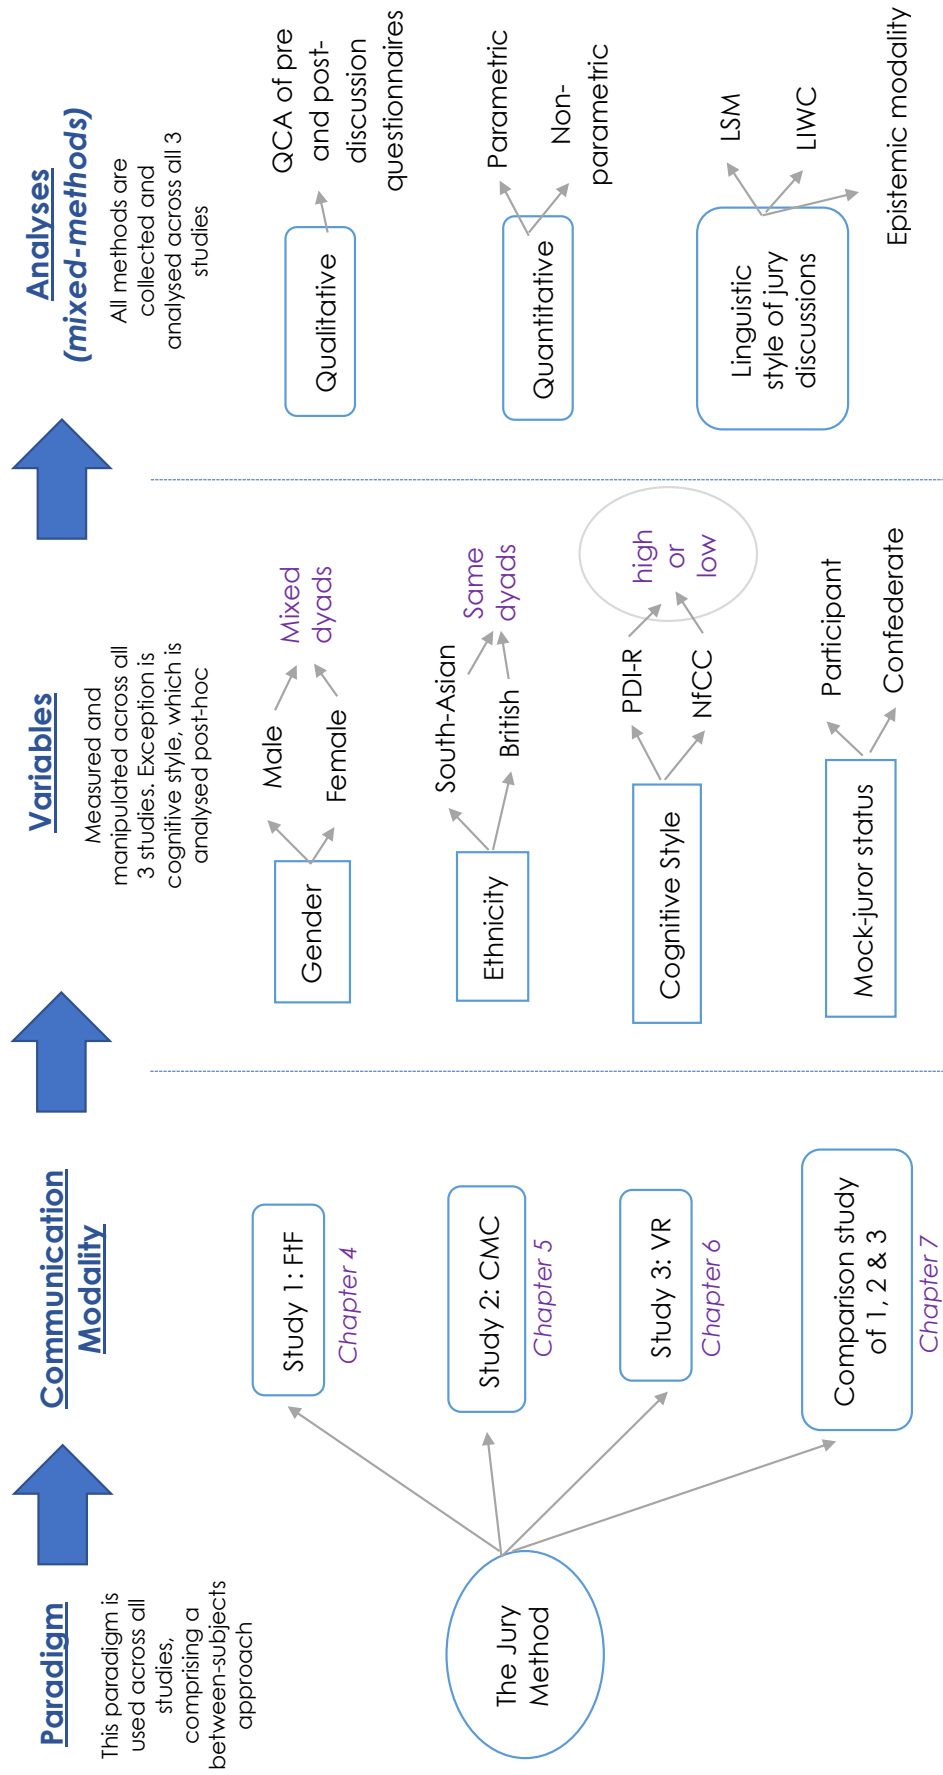 Paradigm
This paradigm is
used across all
studies,
comprising a
between-subjects
approach
The Jury
Method
Communication
Modality
Study 1: FtF
Chapter 4
Study 2: CMC
Chapter 5
Study 3: VR
Chapter 6
Comparison study
of 1, 2 & 3
Chapter 7
Variables
Measured and
manipulated across all
3 studies. Exception is
cognitive style, which is
analysed post-hoc
Gender
Male
Female
Mixed
dyads
Ethnicity
South-Asian
British
Same
dyads
Cognitive Style
PDI-R
NfCC
high
or
low
Mock-juror status
Participant
Confederate
Analyses
(mixed-methods)
All methods are
collected and
analysed across all 3
studies
Qualitative
QCA of pre
and post-
discussion
questionnaires
Quantitative
Parametric
Non-
parametric
Linguistic
style of jury
discussions
LSM
LIWC
Epistemic modality